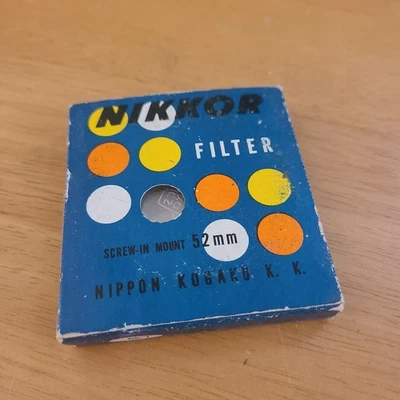 NIKKOR
FILTER
SCREW-IN MOUNT 52mm
NIPPON KOGAKU K. K.